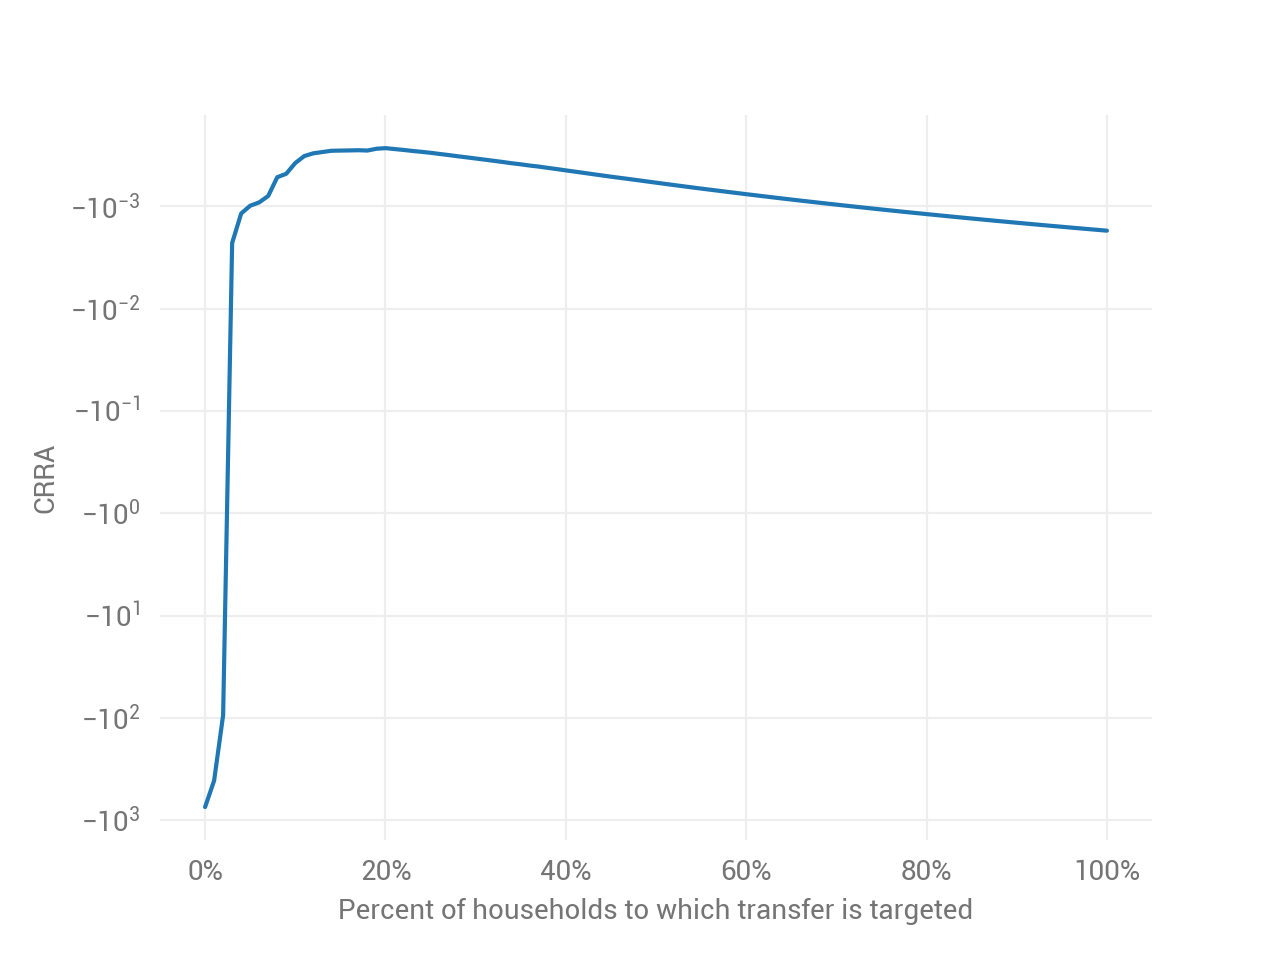 −10⁻³
−10⁻²
−10⁻¹
−10⁰
−10¹
−10²
−10³
CRRA
0% 20% 40% 60% 80% 100%
Percent of households to which transfer is targeted